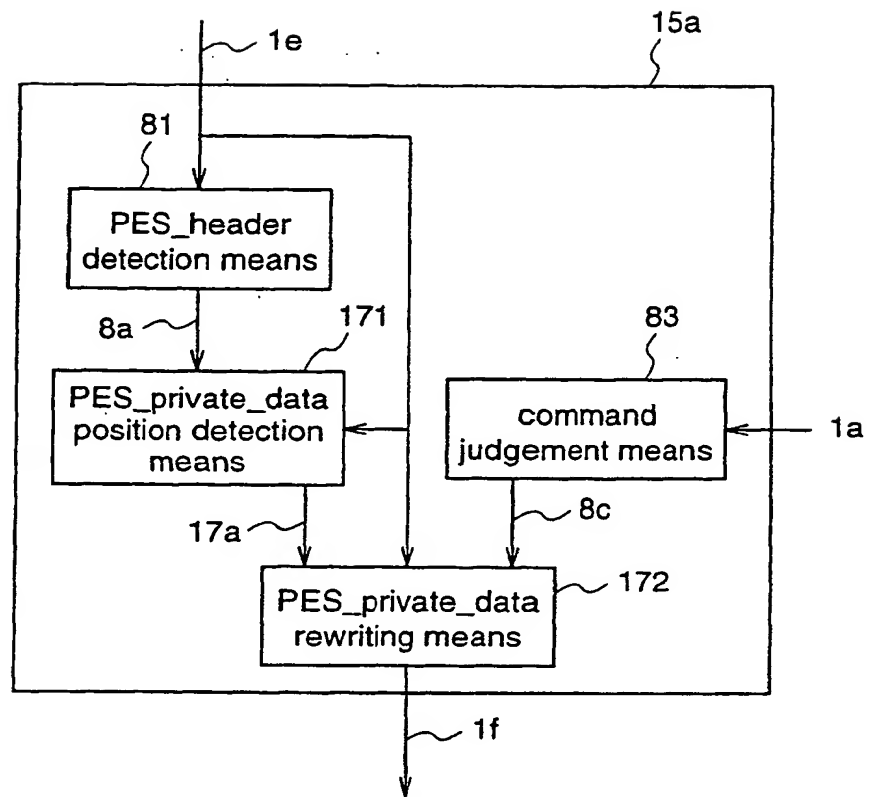 1e
15a
81
PES_header
detection means
8a
171
83
PES_private_data
position detection
means
command
judgement means
1a
17a
8c
172
PES_private_data
rewriting means
1f